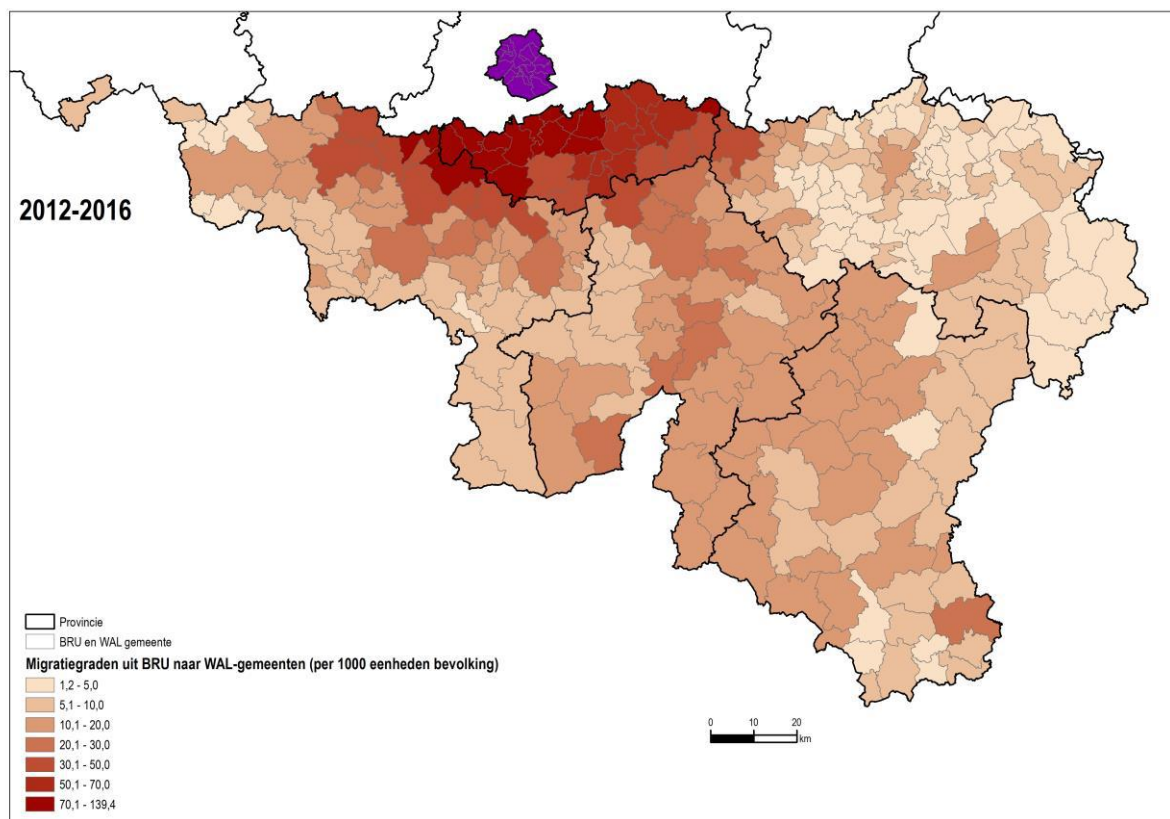 2012-2016
Provincie
BRU en WAL gemeente
Migratiegraden uit BRU naar WAL-gemeenten (per 1000 eenheden bevolking)
1,2 - 5,0
5,1 - 10,0
10,1 - 20,0
20,1 - 30,0
30,1 - 50,0
50,1 - 70,0
70,1 - 139,4
0 10 20
km